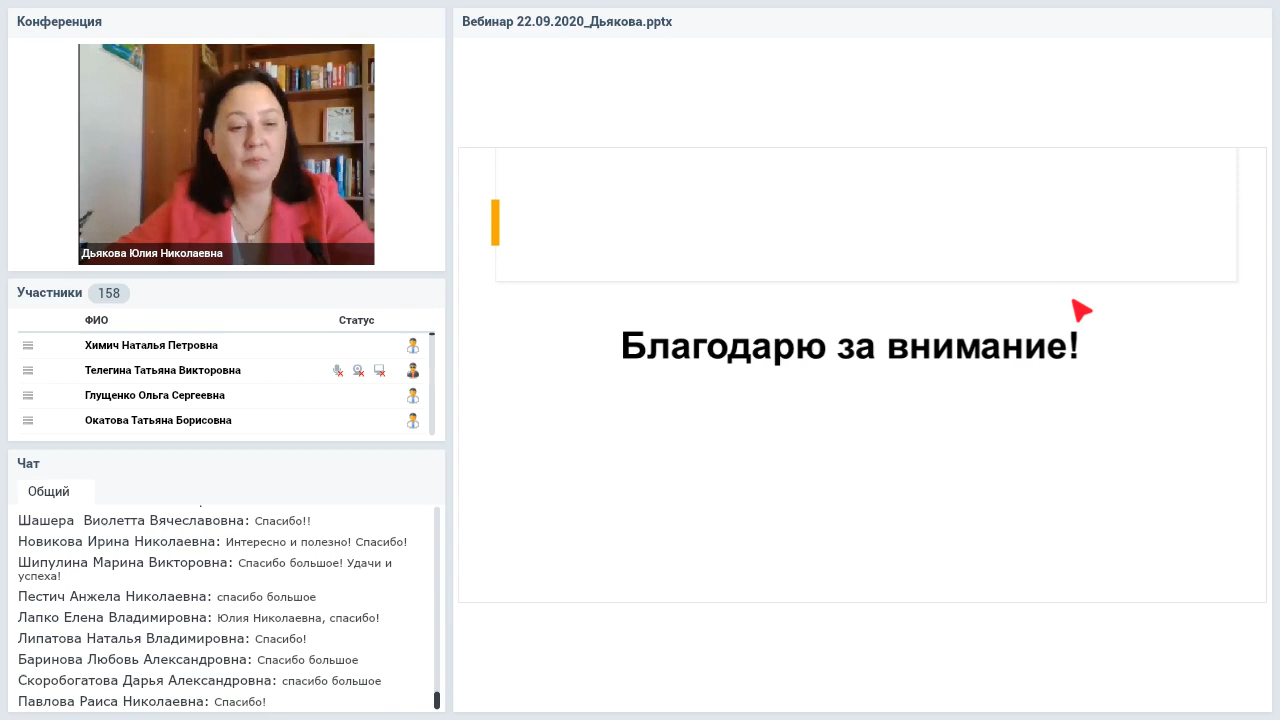 Конференция
Дьякова Юлия Николаевна
Участники 158
ФИО Статус
Химич Наталья Петровна
Телегина Татьяна Викторовна
Глущенко Ольга Сергеевна
Окатова Татьяна Борисовна
Чат
Общий
Шашера Виолетта Вячеславовна: Спасибо!!
Новикова Ирина Николаевна: Интересно и полезно! Спасибо!
Шипулина Марина Викторовна: Спасибо большое! Удачи и
успеха!
Пестич Анжела Николаевна: спасибо большое
Лапко Елена Владимировна: Юлия Николаевна, спасибо!
Липатова Наталья Владимировна: Спасибо!
Баринова Любовь Александровна: Спасибо большое
Скоробогатова Дарья Александровна: спасибо большое
Павлова Раиса Николаевна: Спасибо!
Вебинар 22.09.2020_Дьякова.pptx
Благодарю за внимание!